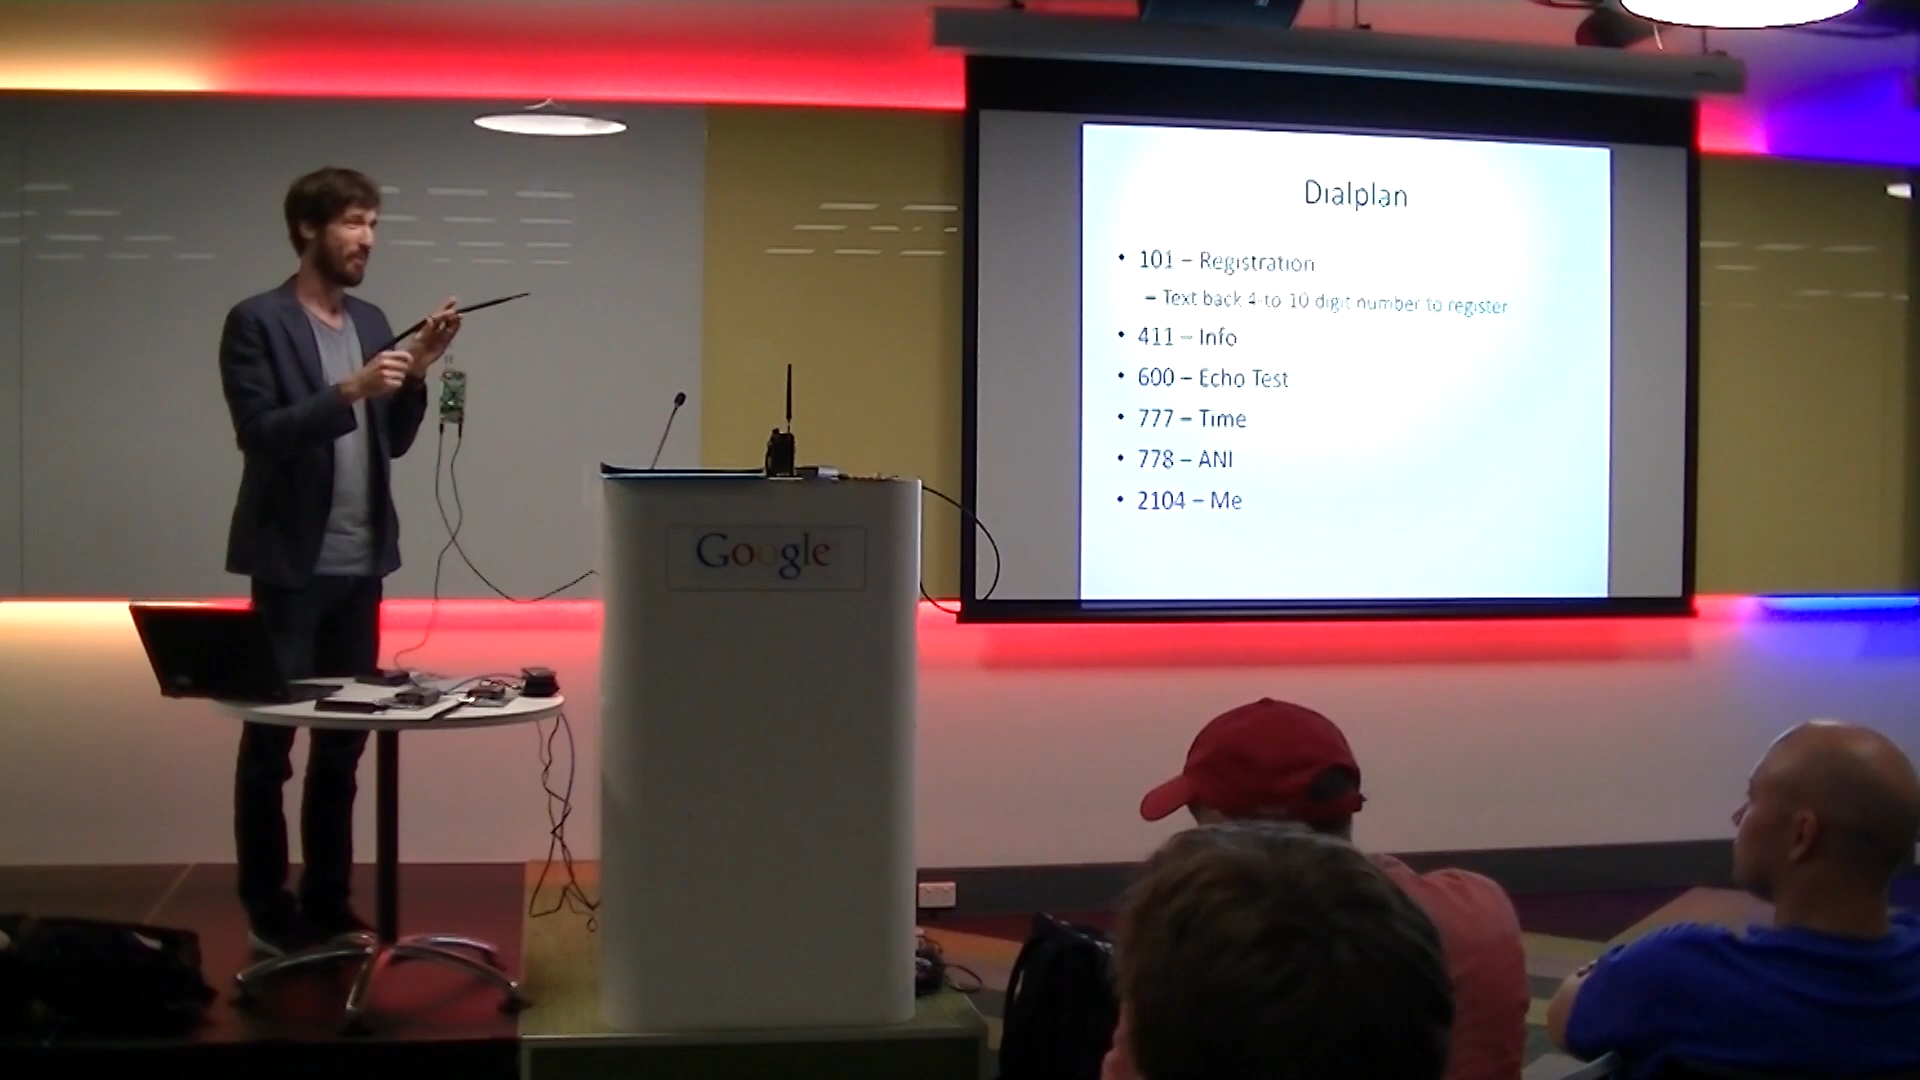 Dialplan
• 101 – Registration
– Text back 4 to 10 digit number to register
• 411 – Info
• 600 – Echo Test
• 777 – Time
• 778 – ANI
• 2104 – Me
Google